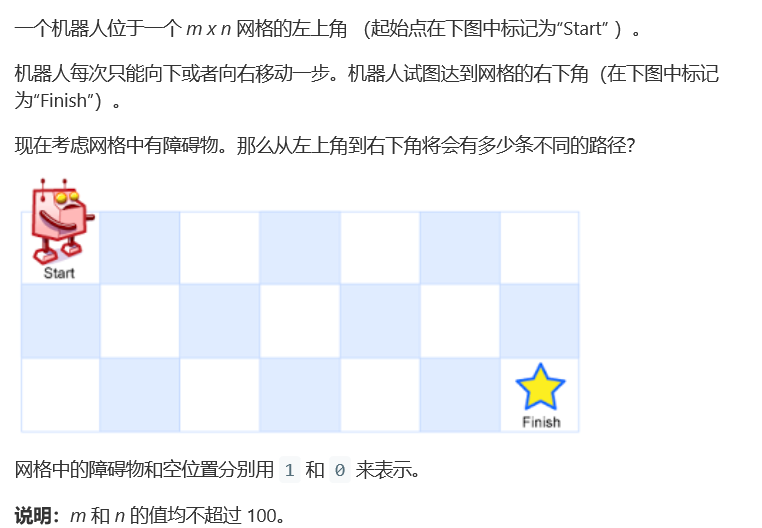 一个机器人位于一个 m x n 网格的左上角 （起始点在下图中标记为“Start” ）。
机器人每次只能向下或者向右移动一步。机器人试图达到网格的右下角（在下图中标记
为“Finish”）。
现在考虑网格中有障碍物。那么从左上角到右下角将会有多少条不同的路径？
Start
Finish
网格中的障碍物和空位置分别用 1 和 0 来表示。
说明：m 和 n 的值均不超过 100。